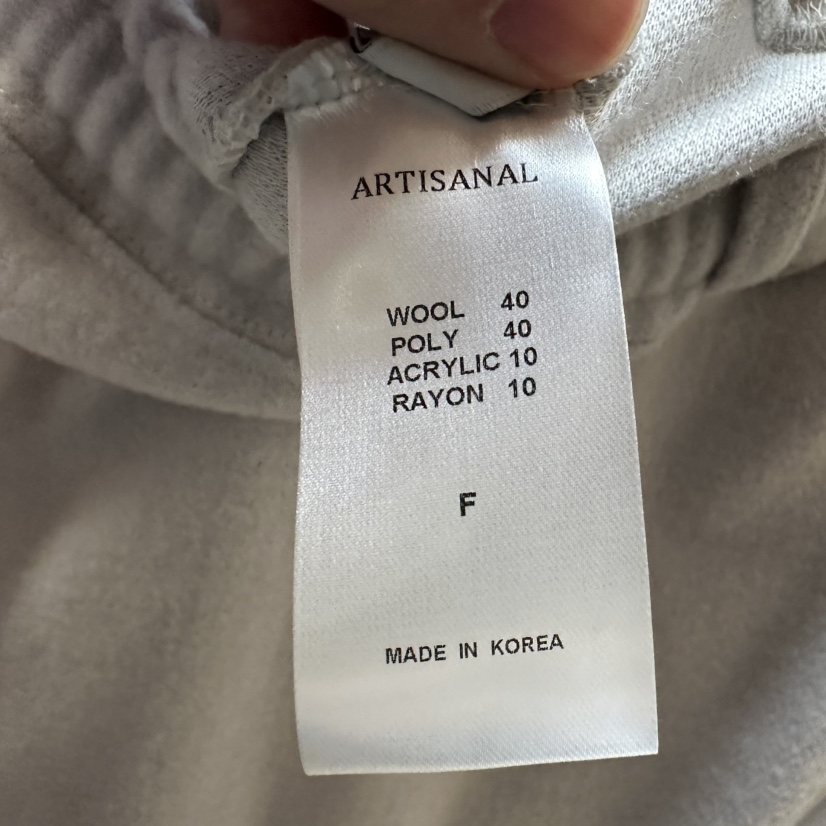 ARTISANAL
WOOL 40
POLY 40
ACRYLIC 10
RAYON 10
F
MADE IN KOREA